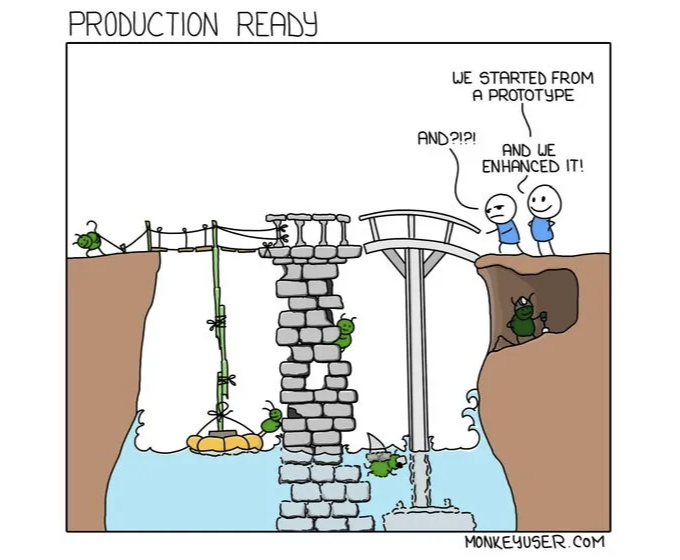 PRODUCTION READY
WE STARTED FROM
A PROTOTYPE
AND?!?!
AND WE
ENHANCED IT!
MONKEYUSER.COM